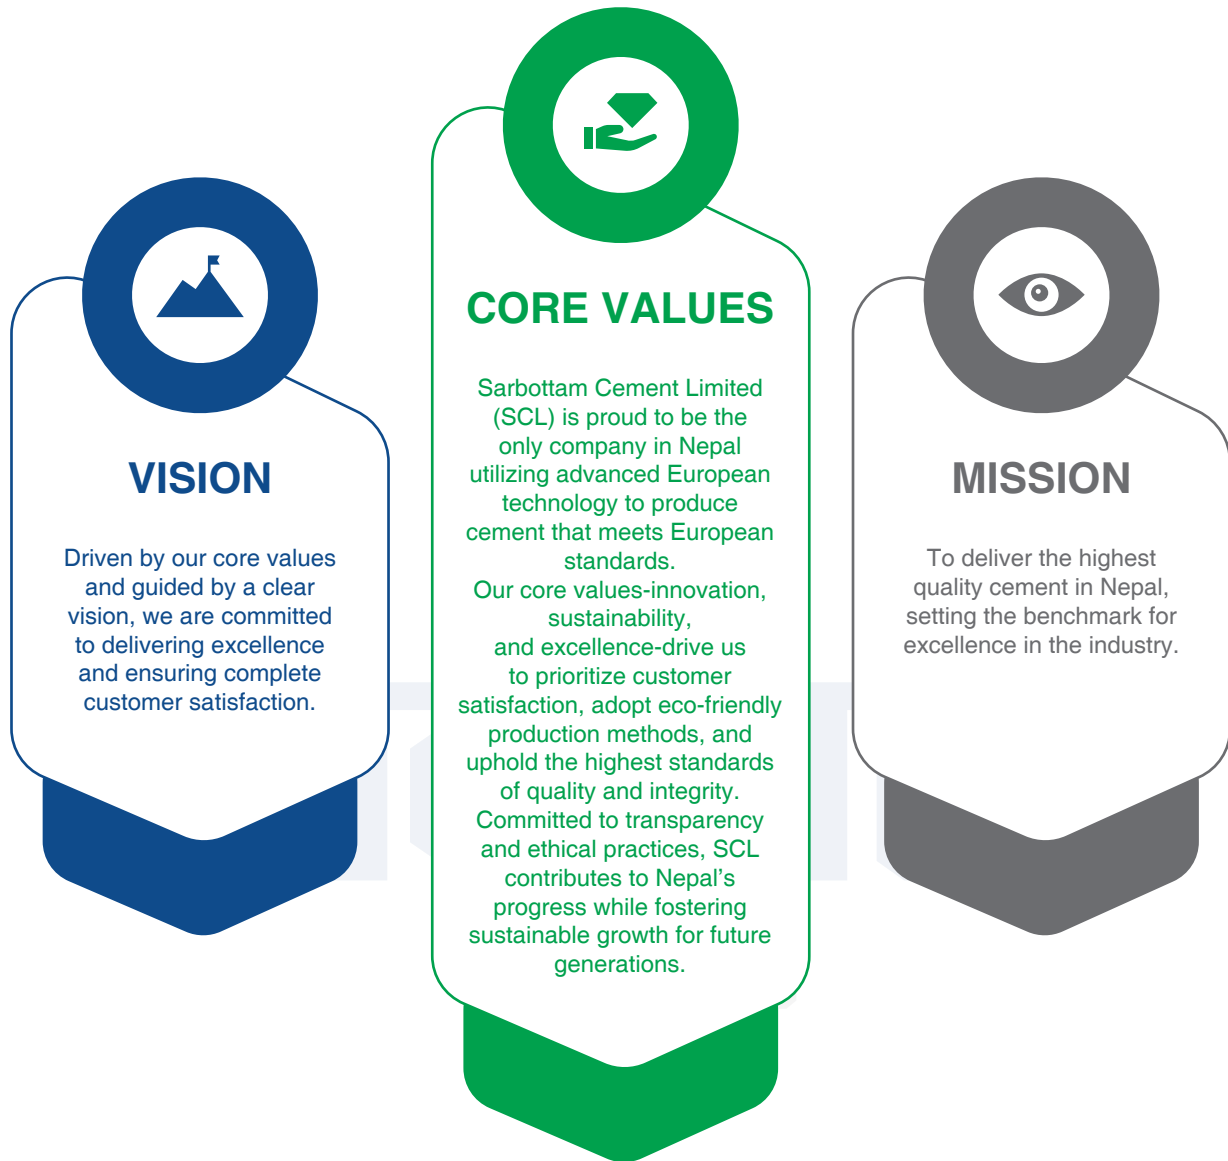 VISION
Driven by our core values
and guided by a clear
vision, we are committed
to delivering excellence
and ensuring complete
customer satisfaction.
CORE VALUES
Sarbottam Cement Limited
(SCL) is proud to be the
only company in Nepal
utilizing advanced European
technology to produce
cement that meets European
standards.
Our core values-innovation,
sustainability,
and excellence-drive us
to prioritize customer
satisfaction, adopt eco-friendly
production methods, and
uphold the highest standards
of quality and integrity.
Committed to transparency
and ethical practices, SCL
contributes to Nepal’s
progress while fostering
sustainable growth for future
generations.
MISSION
To deliver the highest
quality cement in Nepal,
setting the benchmark for
excellence in the industry.